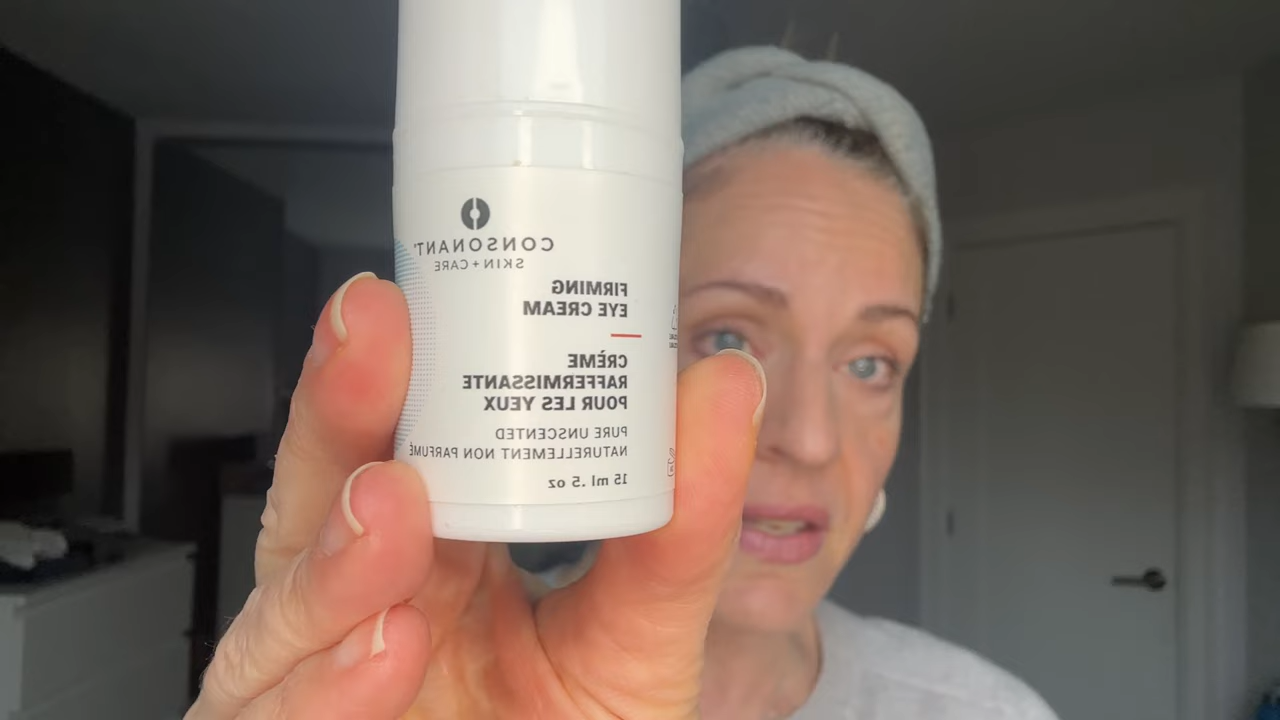 CONSONANT
SKIN+CARE
FIRMING
EYE CREAM
CRÈME
RAFFERMISSANTE
POUR LES YEUX
PURE UNSCENTED
NATURELLEMENT NON PARFUMÉ
15 ml .5 oz